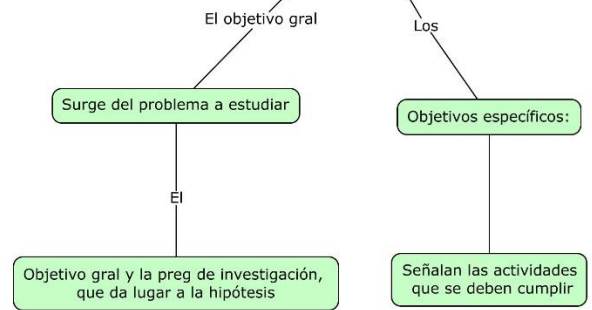 El objetivo gral
Los
Surge del problema a estudiar
Objetivos específicos:
El
Objetivo gral y la preg de investigación,
que da lugar a la hipótesis
Señalan las actividades
que se deben cumplir